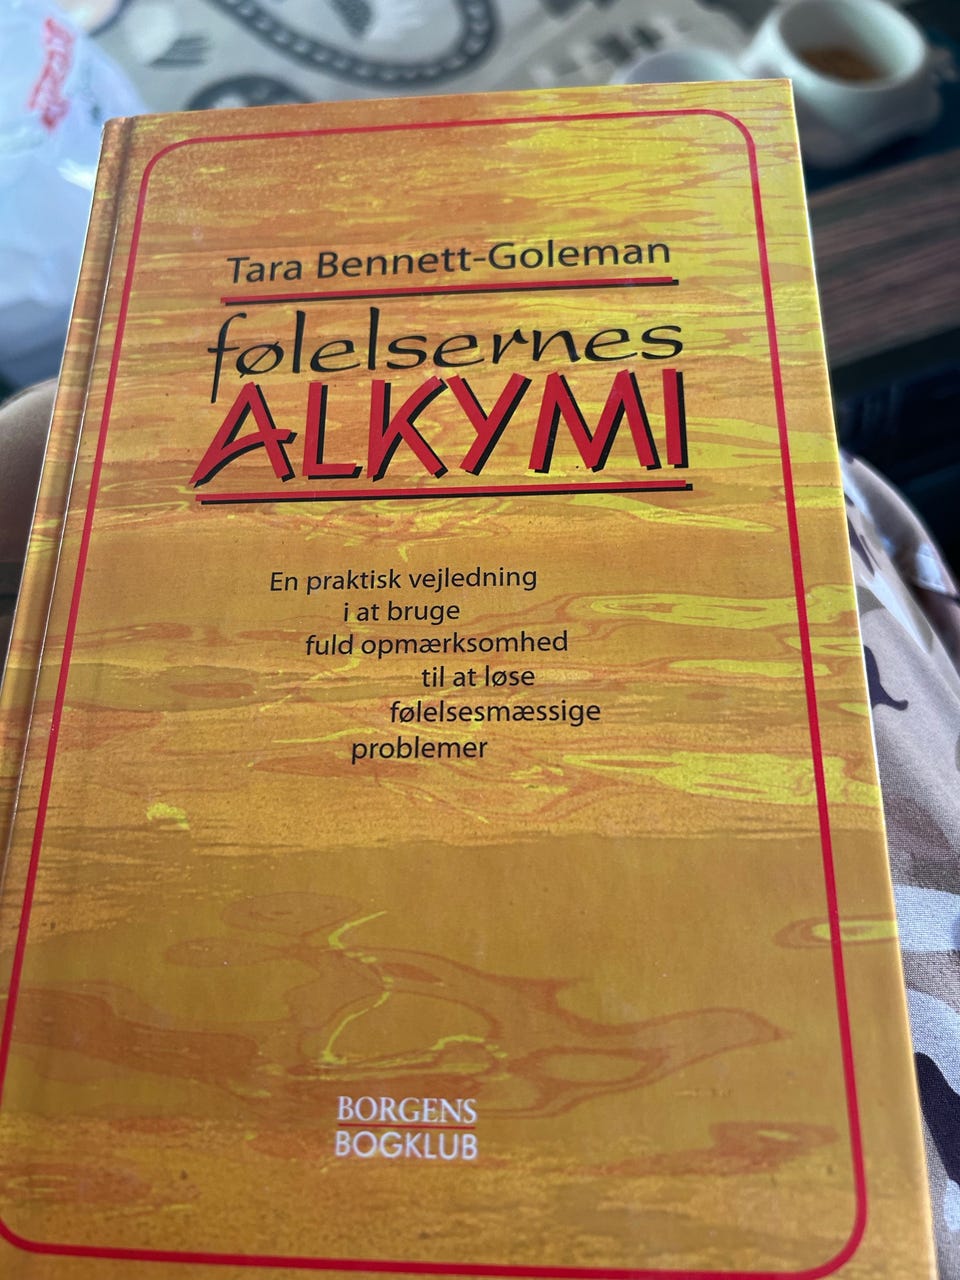 Tara Bennett-Goleman
følelsernes
ALKYMI
En praktisk vejledning
i at bruge
fuld opmærksomhed
til at løse
følelsesmæssige
problemer
BORGENS
BOGKLUB